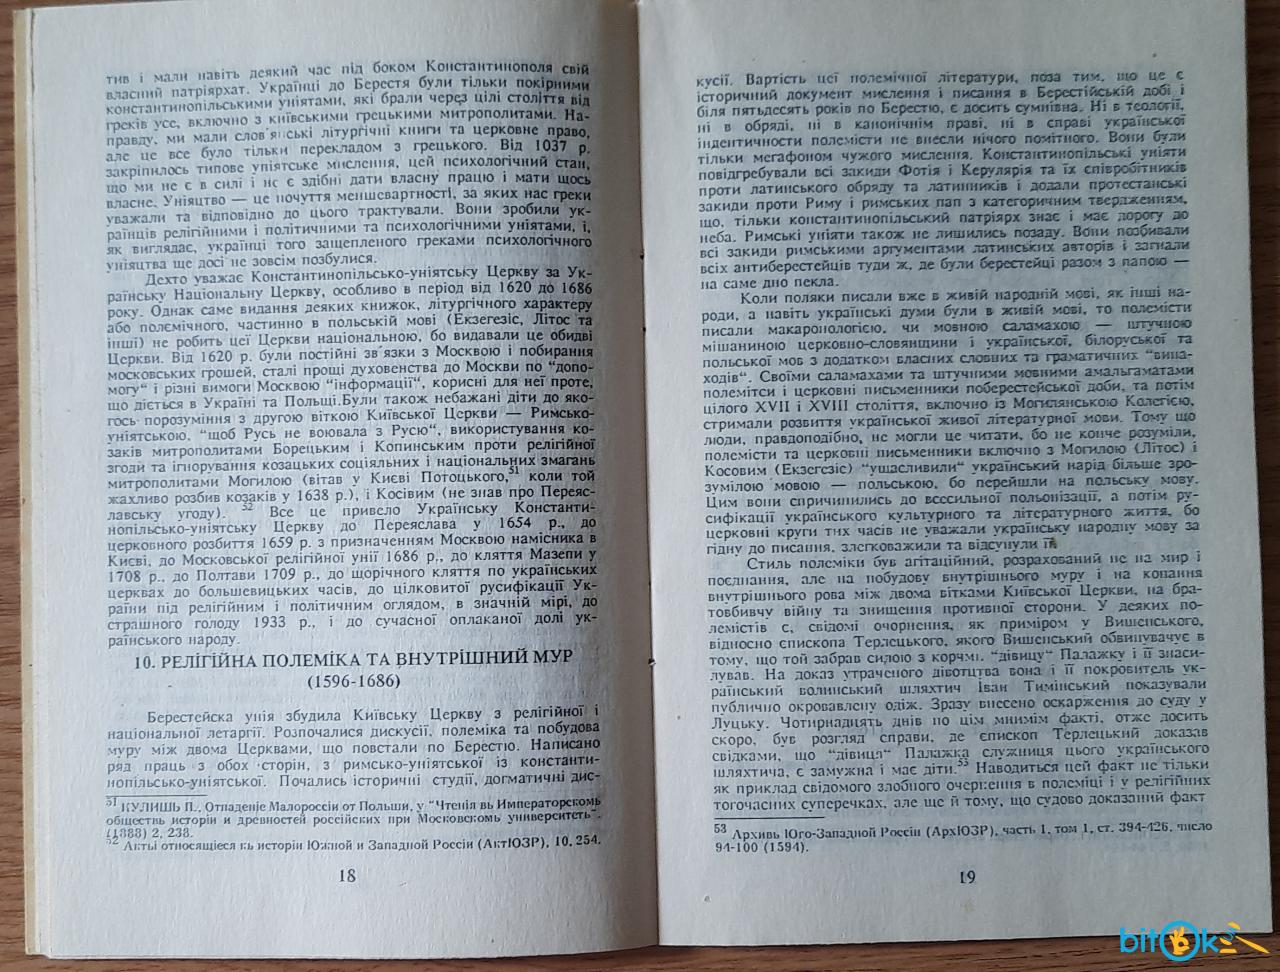 тив і мали навіть деякий час під боком Константинополя свій
власний патріярхат. Українці до Берестя були тільки покірними
константинопільськими уніятами, які брали через цілі століття від
греків усе, включно з київськими грецькими митрополитами. На-
правду, ми мали слов'янські літургічні книги та церковне право,
але це все було тільки перекладом з грецького. Від 1037 р.
закріпилось типове уніятське мислення, цей психологічний стан,
що ми не є в силі і не є здібні дати власну працю і мати щось
власне. Уніяцтво — це почуття меншевартності, за яких нас греки
уважали та відповідно до цього трактували. Вони зробили ук-
раїнців релігійними і політичними та психологічними уніятами, і,
як виглядає, українці того защепленого греками психологічного
уніяцтва ще досі не зовсім позбулися.
Дехто уважає Константинопільсько-уніятську Церкву за Ук-
раїнську Національну Церкву, особливо в період від 1620 до 1686
року. Однак саме видання деяких книжок, літургічного характеру
або полемічного, частинно в польській мові (Екзегезіс, Літос та
інші) не робить цеї Церкви національною, бо видавали це обидві
Церкви. Від 1620 р. були постійні зв'язки з Москвою і побирання
московських грошей, сталі прощі духовенства до Москви по "допо-
могу" і різні вимоги Москвою "інформації", корисні для неї проте,
що діється в Україні та Польщі.Були також небажані діти до яко-
гось порозуміння з другою віткою Київської Церкви — Римсько-
уніятською, "щоб Русь не воювала з Русю", використування ко-
заків митрополитами Борецьким і Копинським проти релігійної
згоди та ігнорування козацьких соціяльних і національних змагань
митрополитами Могилою (вітав у Києві Потоцького,51 коли той
жахливо розбив козаків у 1638 р.), і Косівим (не знав про Переяс-
лавську угоду). 52 Все це привело Українську Константи-
нопільсько-уніятську Церкву до Переяслава у 1654 р., до
церковного розбиття 1659 р. з призначенням Москвою намісника в
Києві, до Московської релігійної унії 1686 р., до кляття Мазепи у
1708 р., до Полтави 1709 р., до щорічного кляття по українських
церквах до большевицьких часів, до цілковитої русифікації Ук-
раїни під релігійним і політичним оглядом, в значній мірі, до
страшного голоду 1933 р., і до сучасної оплаканої долі ук-
раїнського народу.
10. РЕЛІГІЙНА ПОЛЕМІКА ТА ВНУТРІШНИЙ МУР
(1596-1686)
Берестейска унія збудила Київську Церкву з релігійної і
національної летаргії. Розпочалися дискусії, полеміка та побудова
муру між двома Церквами, що повстали по Берестю. Написано
ряд праць з обох сторін, з римсько-уніятської із константи-
нопільсько-уніятської. Почались історичні студії, догматичні дис-
51 КУЛИШЬ П., Отпаденіє Малороссіи от Польши, у "Чтенія вь Императорскомь
обществь исторіи и древностей россійских при Московскомь университеть".
(1888) 2, 238.
52 Актьі относящіеся кь исторіи Южной и Западной Россіи (АктЮЗР), 10, 254.
18
кусії. Вартість цеї полемічної літератури, поза тим, що це є
історичний документ мислення і писання в Берестійській добі і
біля пятьдесять років по Берестю, є досить сумнівна. Ні в теології,
ні в обряді, ні в канонічнім праві, ні в справі української
індентичности полемісти не внесли нічого помітного. Вони були
тільки мегафоном чужого мислення. Константинопільські уніяти
повідгребували всі закиди Фотія і Керулярія та їх співробітників
проти латинського обряду та латинників і додали протестанські
закиди проти Риму і римських пап з категоричним твердженням,
що, тільки константинопільський патріярх знає і має дорогу до
неба. Римські уніяти також не лишились позаду. Вони позбивали
всі закиди римськими аргументами латинських авторів і загнали
всіх антиберестейців туди ж, де були берестейці разом з папою —
на саме дно пекла.
Коли поляки писали вже в живій народній мові, як інші на-
роди, а навіть українські думи були в живій мові, то полемісти
писали макаронологією, чи мовною саламахою — штучною
мішаниною церковно-словянщини і української, білоруської та
польської мов з додатком власних словних та граматичних "вина-
ходів". Своїми саламахами та штучними мовними амальгаматами
полемітси і церковні письменники поберестейської доби, та потім
цілого XVII і XVIII століття, включно із Могилянською Колегією,
стримали розвиття української живої літературної мови. Тому що
люди, правдоподібно, не могли це читати, бо не конче розуміли,
полемісти та церковні письменники включно з Могилою (Літос) і
Косовим (Екзегезіс) "ущасливили" український нарід більше зро-
зумілою мовою — польською, бо перейшли на польську мову.
Цим вони спричинились до всесильної польонізації, а потім ру-
сифікації українського культурного та літературного життя, бо
церковні круги тих часів не уважали українську народну мову за
гідну до писання, злегковажили та відсунули її.
Стиль полеміки був агітаційний, розрахований не на мир і
поєднання, але на побудову внутрішнього муру і на копання
внутрішнього рова між двома вітками Київської Церкви, на бра-
товбивчу війну та знищення противної сторони. У деяких по-
лемістів є, свідомі очорнення, як приміром у Вишенського,
відносно єпископа Терлецького, якого Вишенський обвинувачує в
тому, що той забрав силою з корчмі, "дівицу" Палажку і її знаси-
лував. На доказ утраченого дівоцтва вона і її покровитель ук-
раїнський волинський шляхтич Іван Тимінський показували
публично окровавлену одіж. Зразу внесено оскарження до суду у
Луцьку. Чотирнадцять днів по цім мнимім факті, отже досить
скоро, був розгляд справи, де єпископ Терлецький доказав
свідками, що "дівиця" Палажка служниця цього українського
шляхтича, є замужна і має діти.53 Наводиться цей факт не тільки
як приклад свідомого злобного очернення в полеміці і у релігійних
тогочасних суперечках, але ще й тому, що судово доказаний факт
53 Архивь Юго-Западной Россіи (АрхЮЗР), часть 1, том 1, ст. 394-426, число
94-100 (1594).
19
bitok